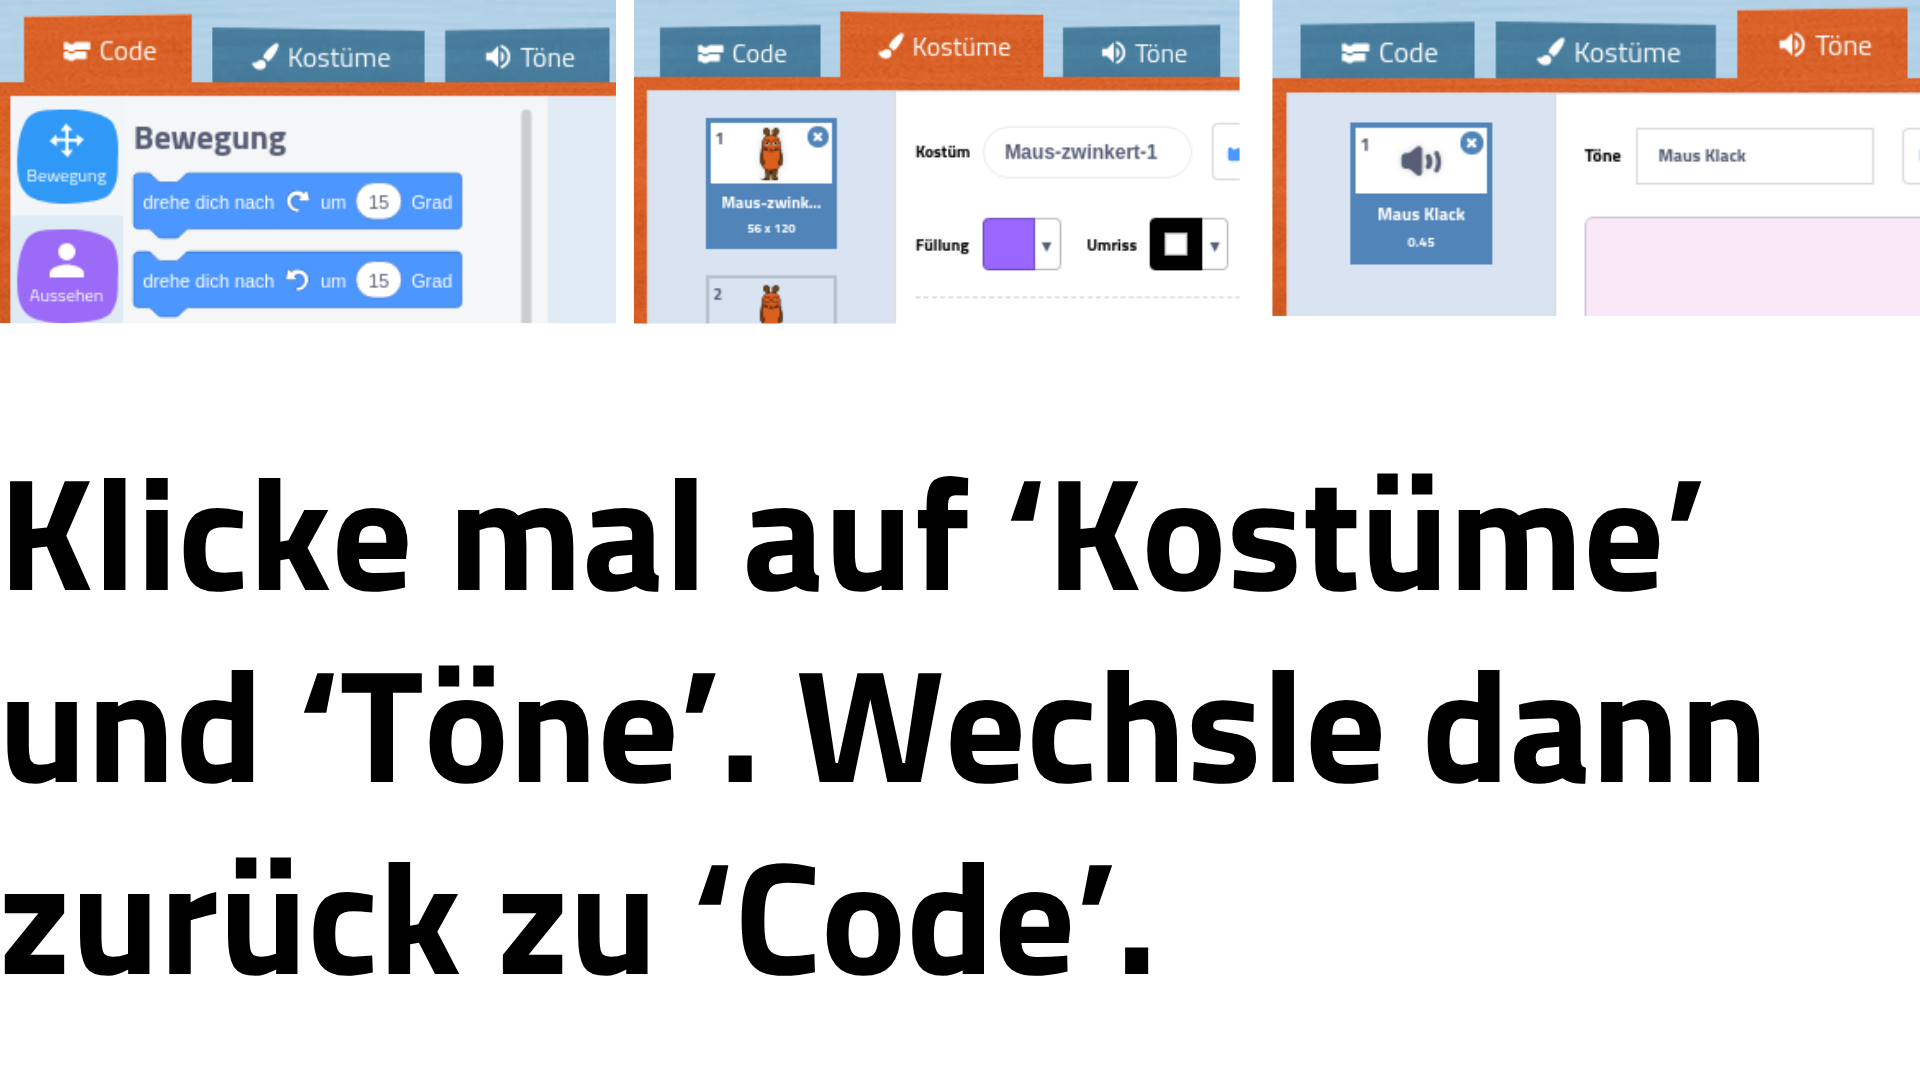 Code
Kostüme
Töne
Bewegung
Aussehen
Bewegung
drehe dich nach um 15 Grad
drehe dich nach um 15 Grad
Code
Kostüme
Töne
1
Maus-zwink...
56 x 120
2
Kostüm
Maus-zwinkert-1
Füllung
Umriss
Code
Kostüme
Töne
1
Maus Klack
0.45
Töne
Maus Klack
Klicke mal auf ‘Kostüme’
und ‘Töne’. Wechsle dann
zurück zu ‘Code’.